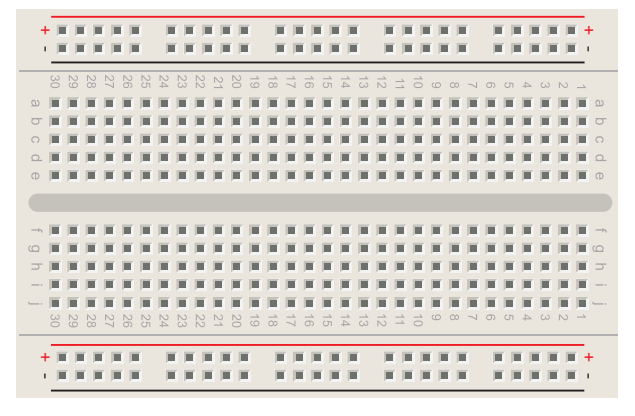 + +
- -
30 29 28 27 26 25 24 23 22 21 20 19 18 17 16 15 14 13 12 11 10 9 8 7 6 5 4 3 2 1
a a
b b
c c
d d
e e
f f
g g
h h
i i
j j
30 29 28 27 26 25 24 23 22 21 20 19 18 17 16 15 14 13 12 11 10 9 8 7 6 5 4 3 2 1
+ +
- -